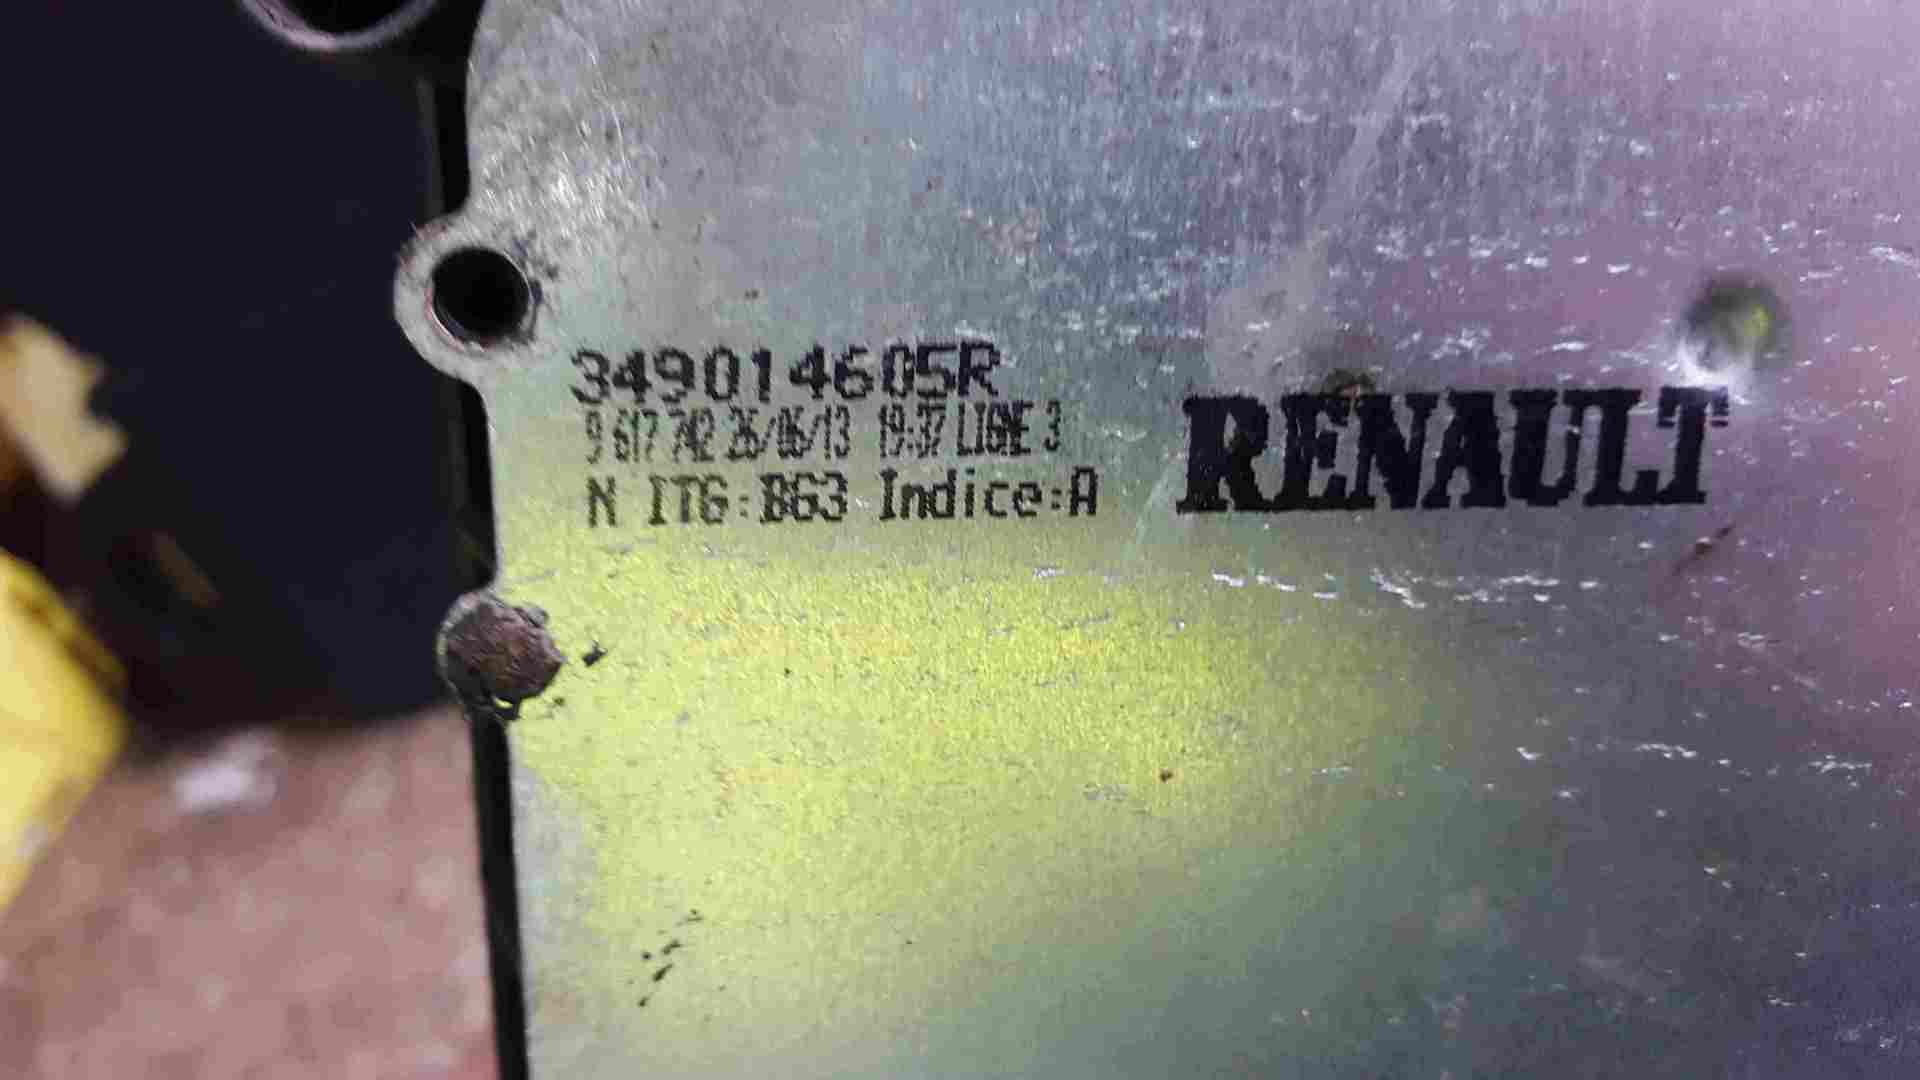 349014605R
9 617 742 26/06/13 19:37 LIGNE 3
N ITG:B63 Indice:A
RENAULT